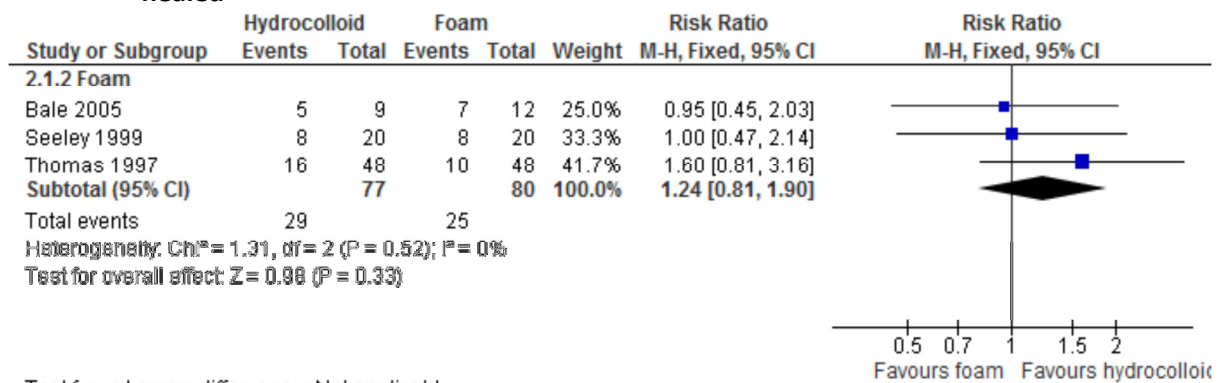 healed
Hydrocolloid Foam Risk Ratio Risk Ratio
Study or Subgroup Events Total Events Total Weight M-H, Fixed, 95% CI M-H, Fixed, 95% CI
2.1.2 Foam
Bale 2005 5 9 7 12 25.0% 0.95 [0.45, 2.03]
Seeley 1999 8 20 8 20 33.3% 1.00 [0.47, 2.14]
Thomas 1997 16 48 10 48 41.7% 1.60 [0.81, 3.16]
Subtotal (95% CI) 77 80 100.0% 1.24 [0.81, 1.90]
Total events 29 25
Heterogeneity: Chi² = 1.31, df = 2 (P = 0.52); I² = 0%
Test for overall effect: Z = 0.98 (P = 0.33)
0.5 0.7 1 1.5 2
Favours foam Favours hydrocolloid